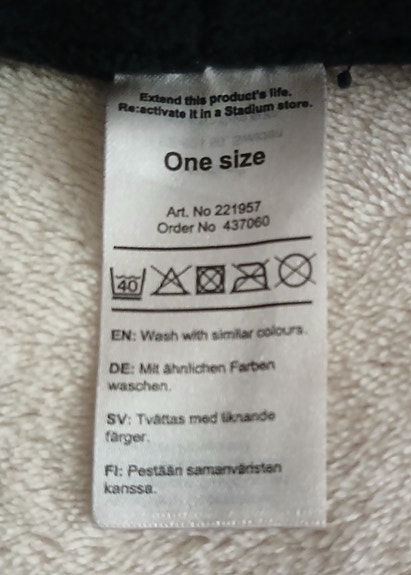 Extend this product's life.
Re:activate it in a Stadium store.
One size
Art. No 221957
Order No 437060
40
EN: Wash with similar colours.
DE: Mit ähnlichen Farben
waschen.
SV: Tvättas med liknande
färger.
FI: Pestään samanväristen
kanssa.